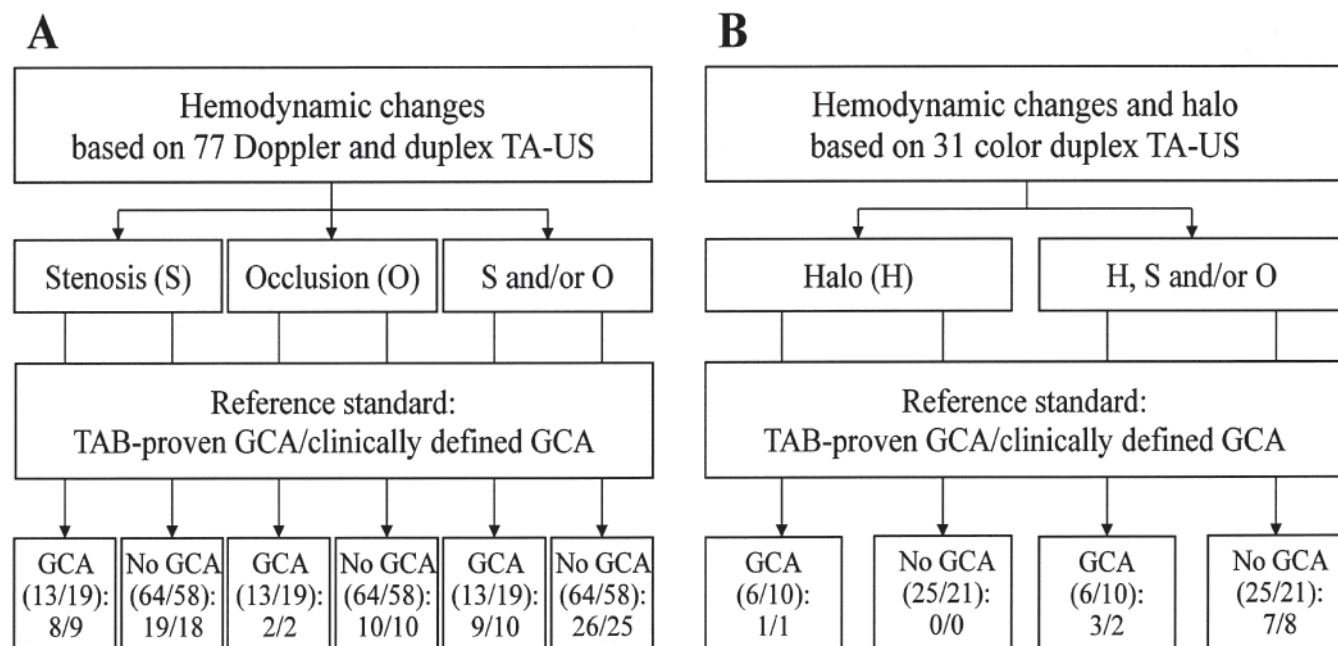 A
Hemodynamic changes
based on 77 Doppler and duplex TA-US
Stenosis (S)
Occlusion (O)
S and/or O
Reference standard:
TAB-proven GCA/clinically defined GCA
GCA
(13/19):
8/9
No GCA
(64/58):
19/18
GCA
(13/19):
2/2
No GCA
(64/58):
10/10
GCA
(13/19):
9/10
No GCA
(64/58):
26/25
B
Hemodynamic changes and halo
based on 31 color duplex TA-US
Halo (H)
H, S and/or O
Reference standard:
TAB-proven GCA/clinically defined GCA
GCA
(6/10):
1/1
No GCA
(25/21):
0/0
GCA
(6/10):
3/2
No GCA
(25/21):
7/8